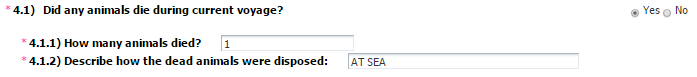 * 4.1) Did any animals die during current voyage? Yes No
* 4.1.1) How many animals died? 1
* 4.1.2) Describe how the dead animals were disposed: AT SEA